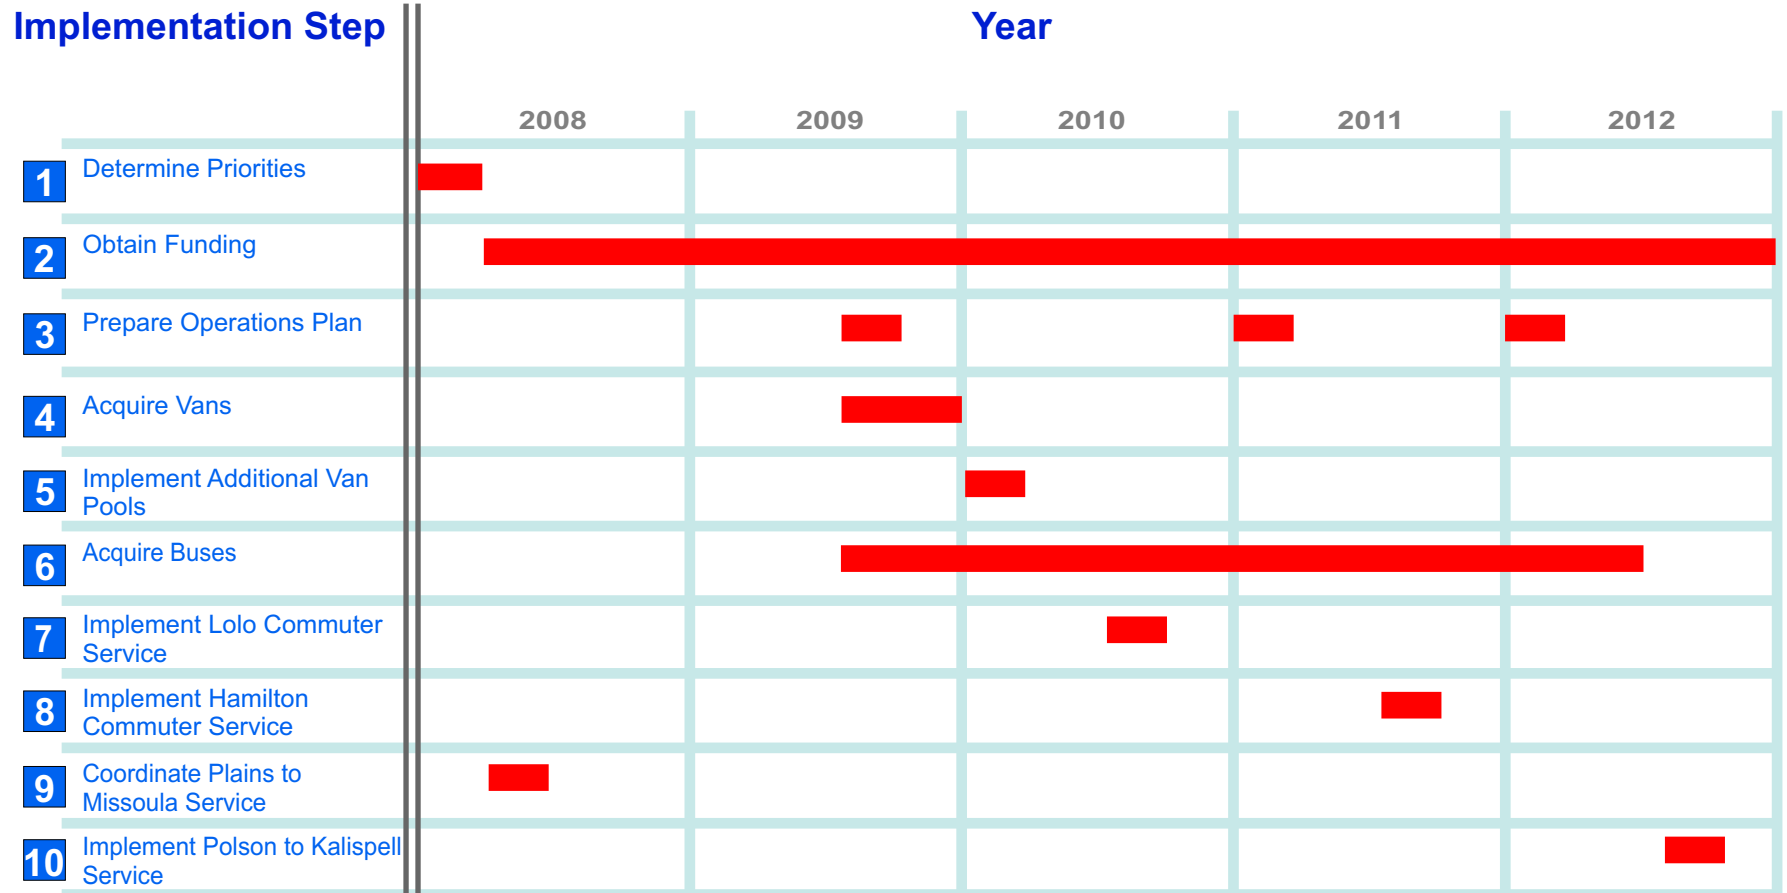 Implementation Step Year
2008 2009 2010 2011 2012
1 Determine Priorities
2 Obtain Funding
3 Prepare Operations Plan
4 Acquire Vans
5 Implement Additional Van
Pools
6 Acquire Buses
7 Implement Lolo Commuter
Service
8 Implement Hamilton
Commuter Service
9 Coordinate Plains to
Missoula Service
10 Implement Polson to Kalispell
Service